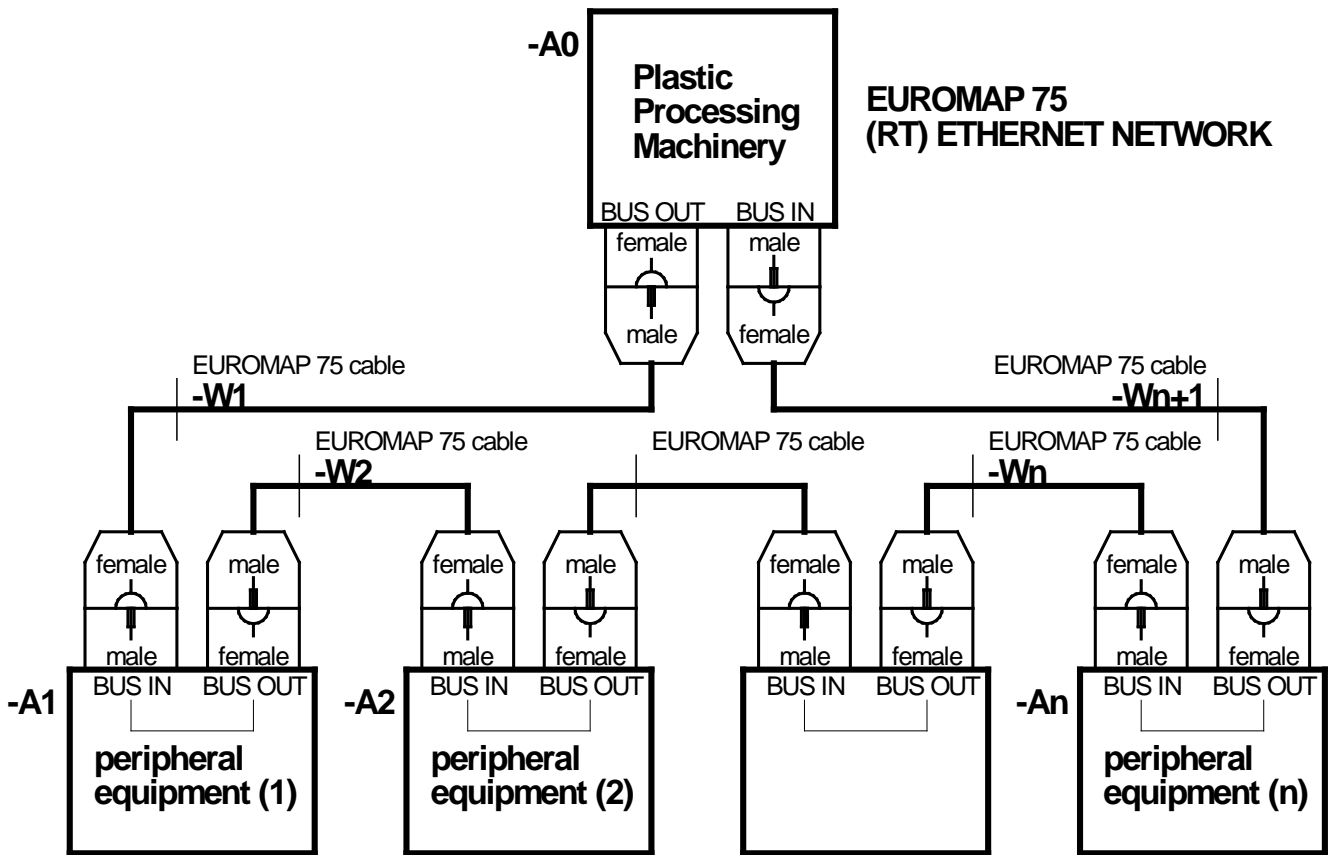 -A0
Plastic
Processing
Machinery
EUROMAP 75
(RT) ETHERNET NETWORK
BUS OUT BUS IN
female male
male female
EUROMAP 75 cable EUROMAP 75 cable
-W1 -Wn+1
EUROMAP 75 cable EUROMAP 75 cable EUROMAP 75 cable
-W2 -Wn
female male female male female male female male
male female male female male female male female
BUS IN BUS OUT BUS IN BUS OUT BUS IN BUS OUT BUS IN BUS OUT
-A1 -A2 -An
peripheral peripheral peripheral
equipment (1) equipment (2) equipment (n)